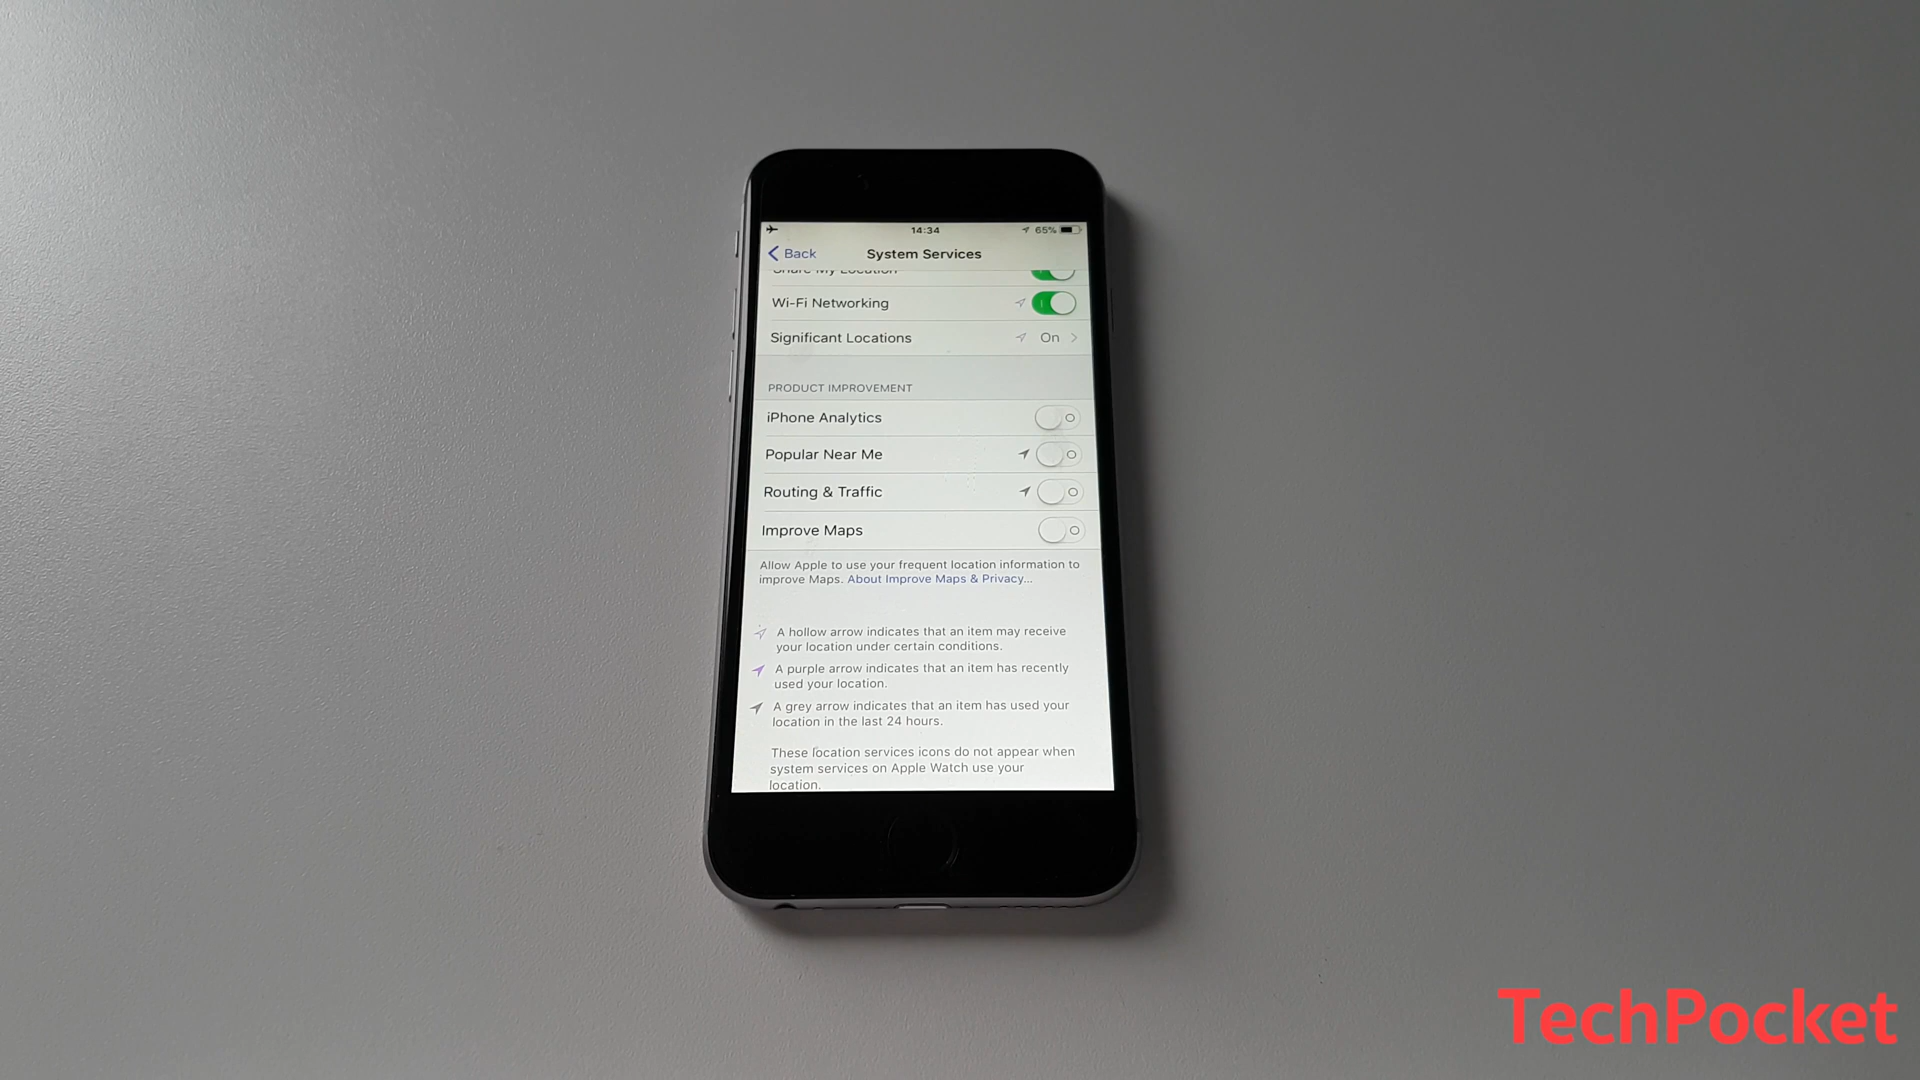 14:34
65%
Back
System Services
Share My Location
Wi-Fi Networking
Significant Locations
On
PRODUCT IMPROVEMENT
iPhone Analytics
Popular Near Me
Routing & Traffic
Improve Maps
Allow Apple to use your frequent location information to
improve Maps. About Improve Maps & Privacy...
A hollow arrow indicates that an item may receive
your location under certain conditions.
A purple arrow indicates that an item has recently
used your location.
A grey arrow indicates that an item has used your
location in the last 24 hours.
These location services icons do not appear when
system services on Apple Watch use your
location.
TechPocket